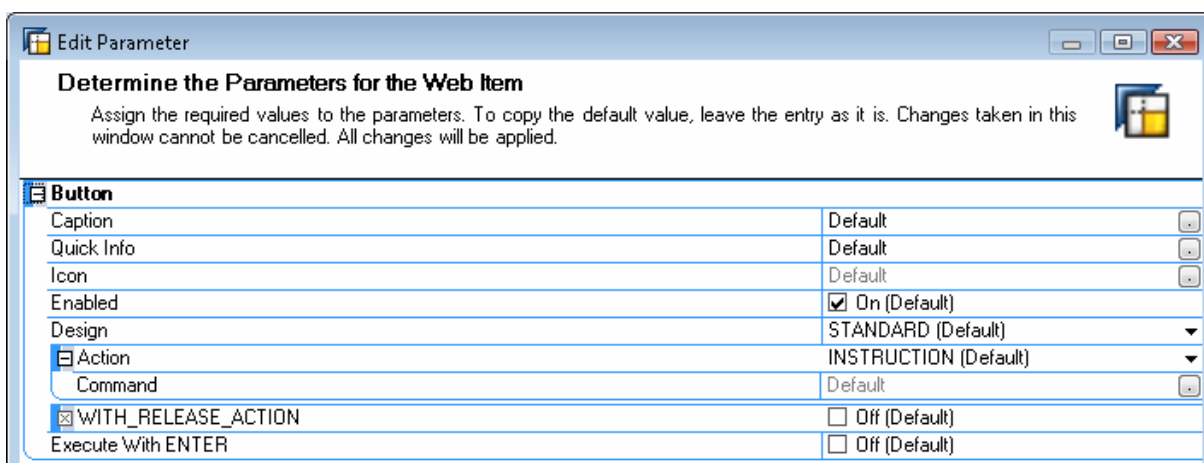 Edit Parameter
Determine the Parameters for the Web Item
Assign the required values to the parameters. To copy the default value, leave the entry as it is. Changes taken in this
window cannot be cancelled. All changes will be applied.
Button
Caption Default
Quick Info Default
Icon Default
Enabled On (Default)
Design STANDARD (Default)
Action INSTRUCTION (Default)
Command Default
WITH_RELEASE_ACTION Off (Default)
Execute With ENTER Off (Default)